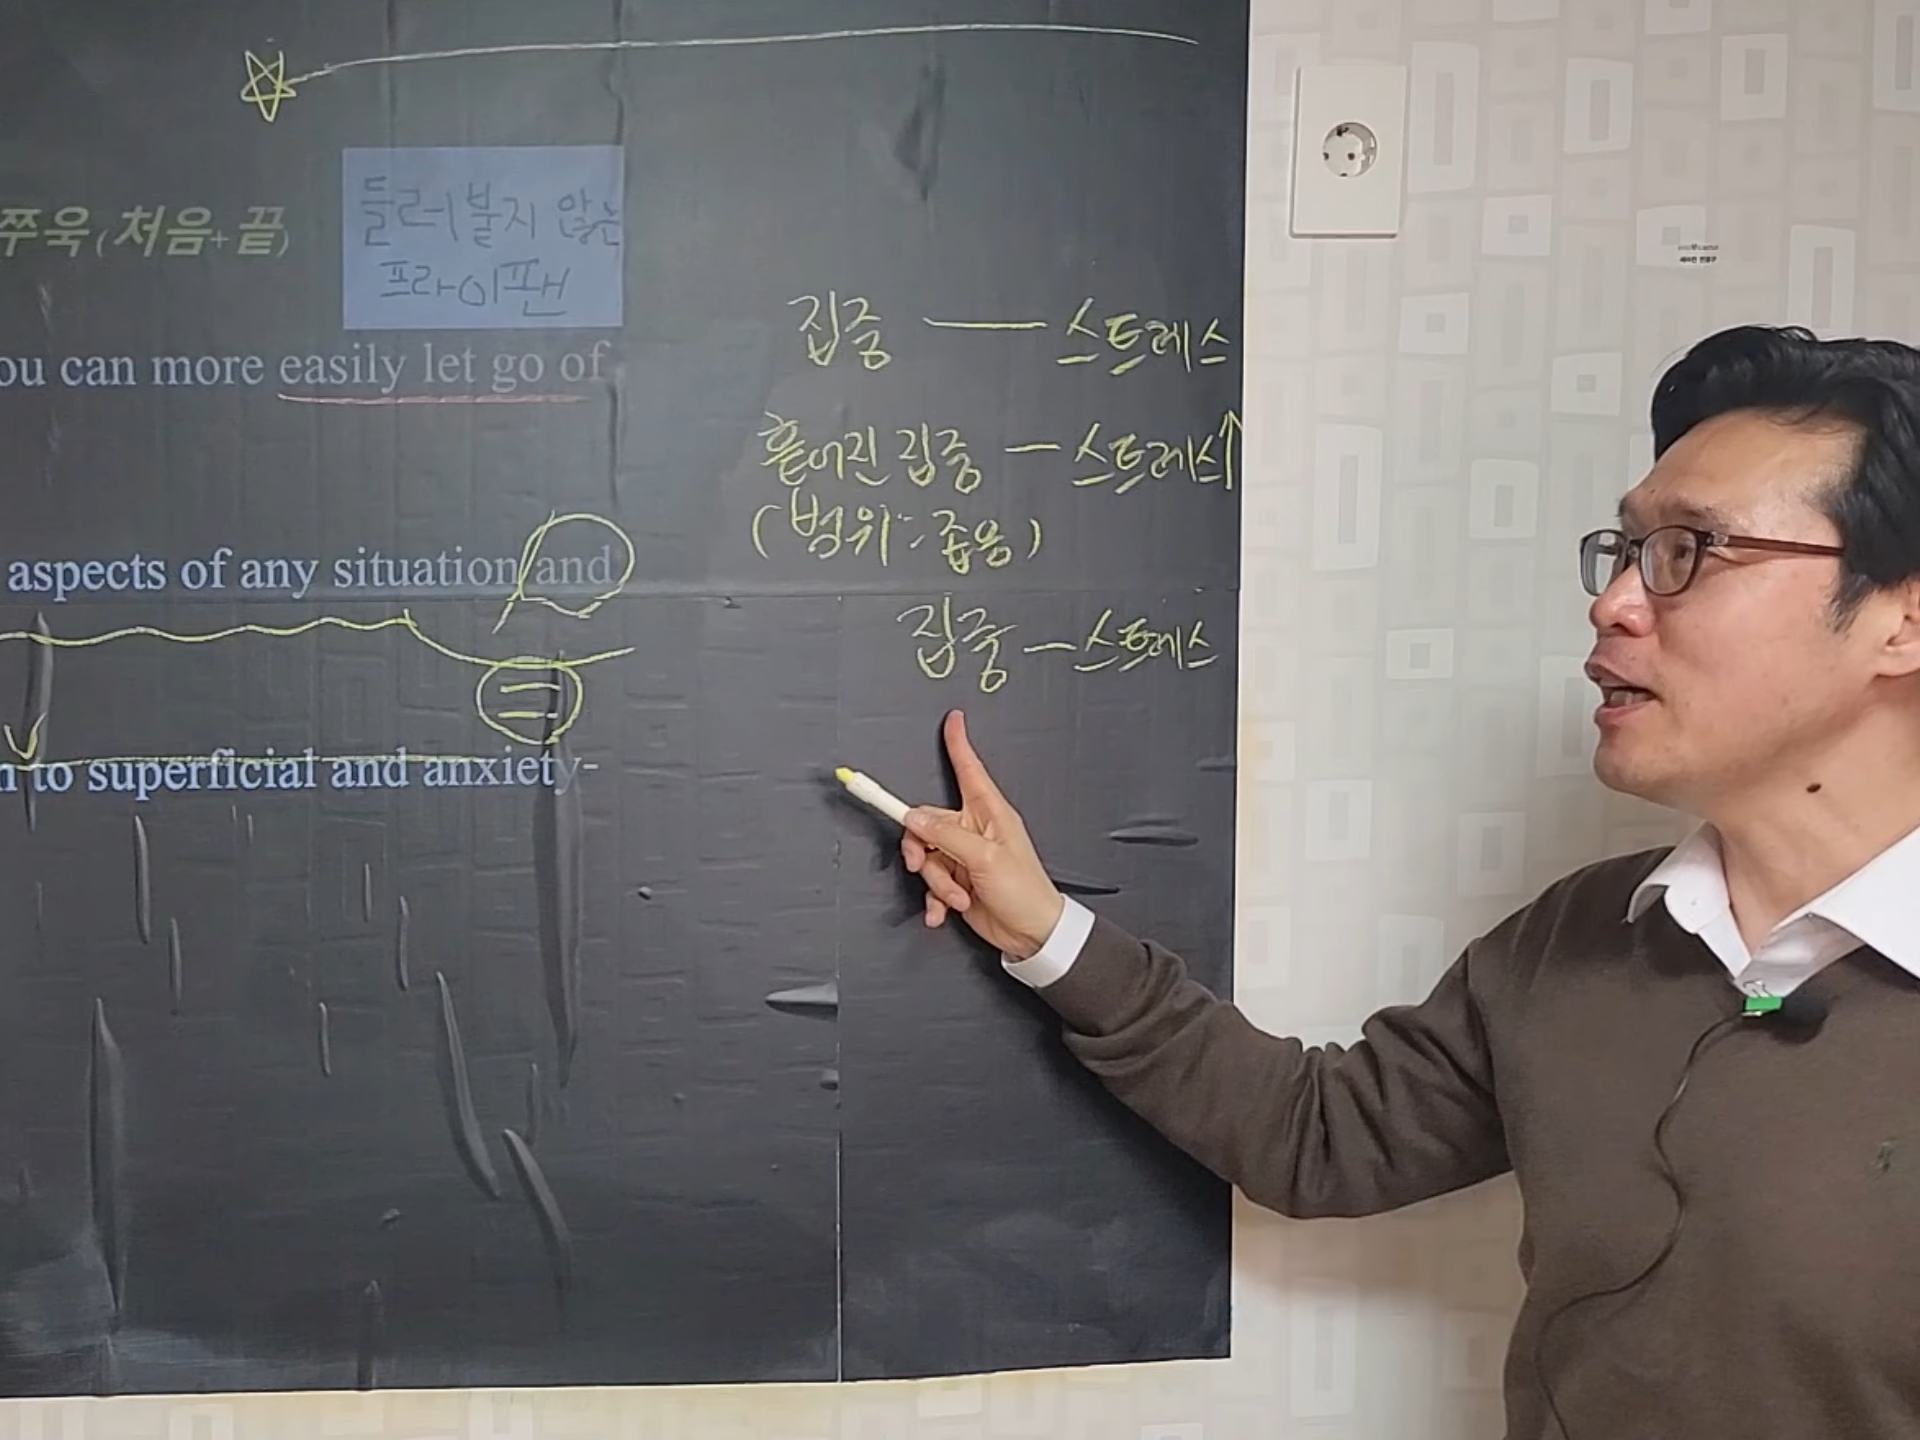 쭈욱 (처음+끝)
들러붙지 않는
프라이팬
ou can more easily let go of
집중 — 스트레스
흩어진 집중 — 스트레스↑
(범위: 좁음)
aspects of any situation and
집중 — 스트레스
=
n to superficial and anxiety-